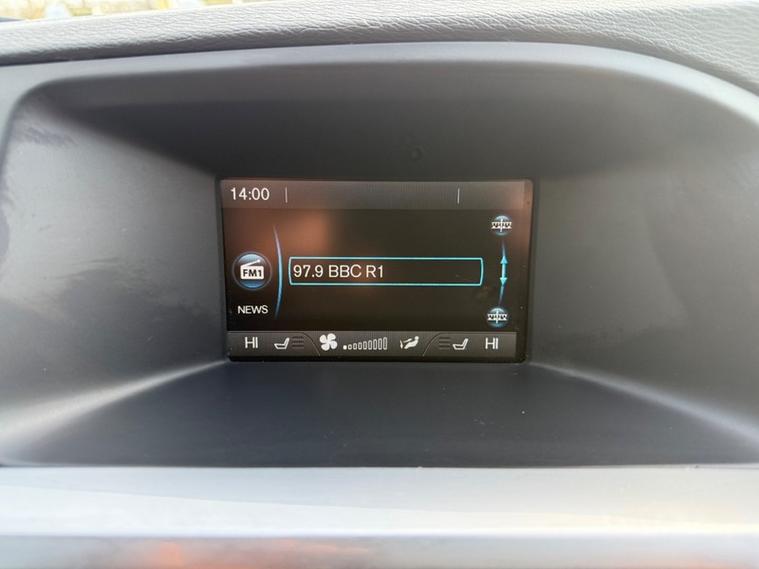 14:00
FM1
97.9 BBC R1
NEWS
HI HI